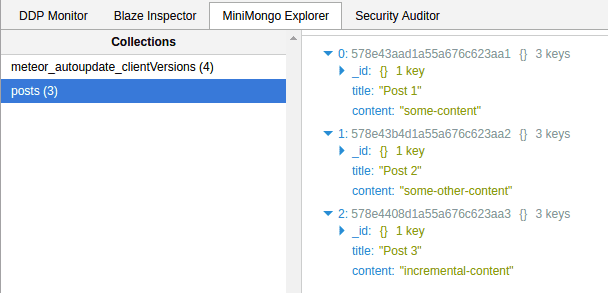 DDP Monitor Blaze Inspector MiniMongo Explorer Security Auditor
Collections
meteor_autoupdate_clientVersions (4)
posts (3)
0: 578e43aad1a55a676c623aa1 {} 3 keys
_id: {} 1 key
title: "Post 1"
content: "some-content"
1: 578e43b4d1a55a676c623aa2 {} 3 keys
_id: {} 1 key
title: "Post 2"
content: "some-other-content"
2: 578e4408d1a55a676c623aa3 {} 3 keys
_id: {} 1 key
title: "Post 3"
content: "incremental-content"